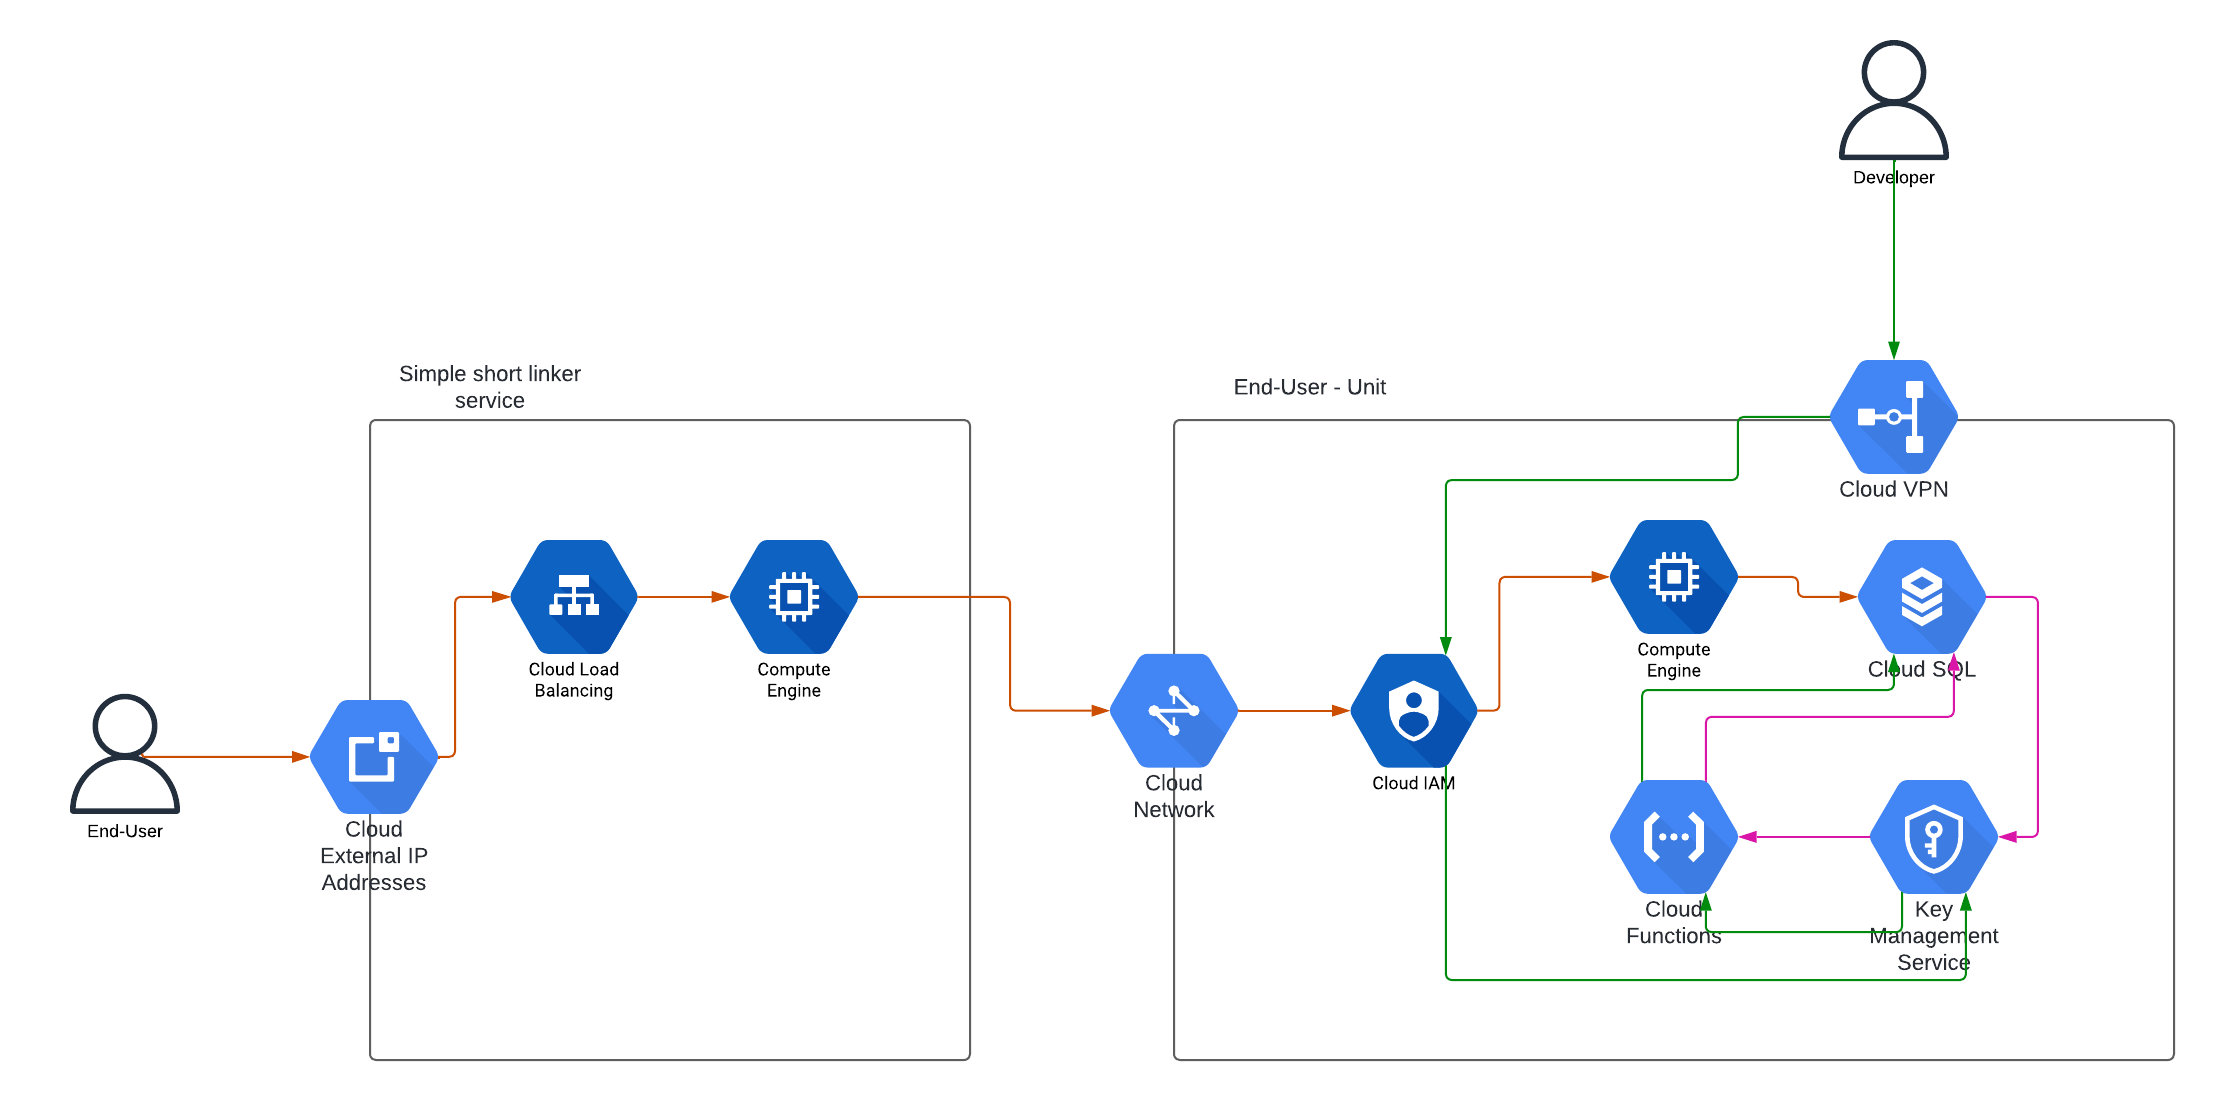 Developer
Simple short linker
service
End-User - Unit
Cloud VPN
Cloud Load
Balancing
Compute
Engine
Compute
Engine
Cloud SQL
Cloud
Network
Cloud IAM
End-User
Cloud
External IP
Addresses
Cloud
Functions
Key
Management
Service